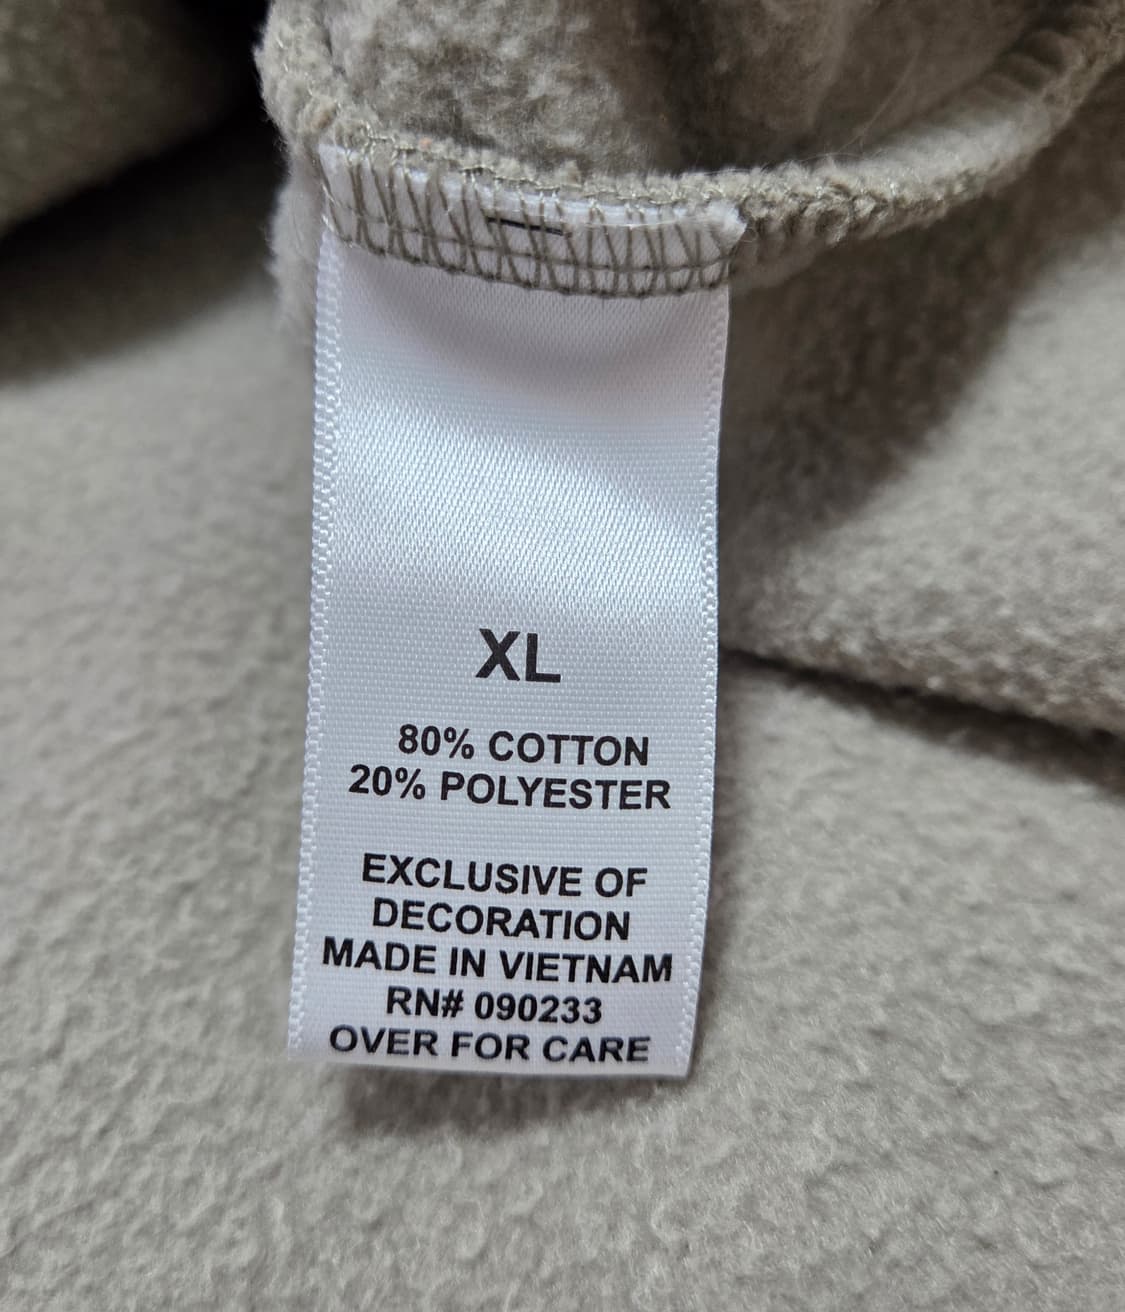 XL
80% COTTON
20% POLYESTER
EXCLUSIVE OF
DECORATION
MADE IN VIETNAM
RN# 090233
OVER FOR CARE